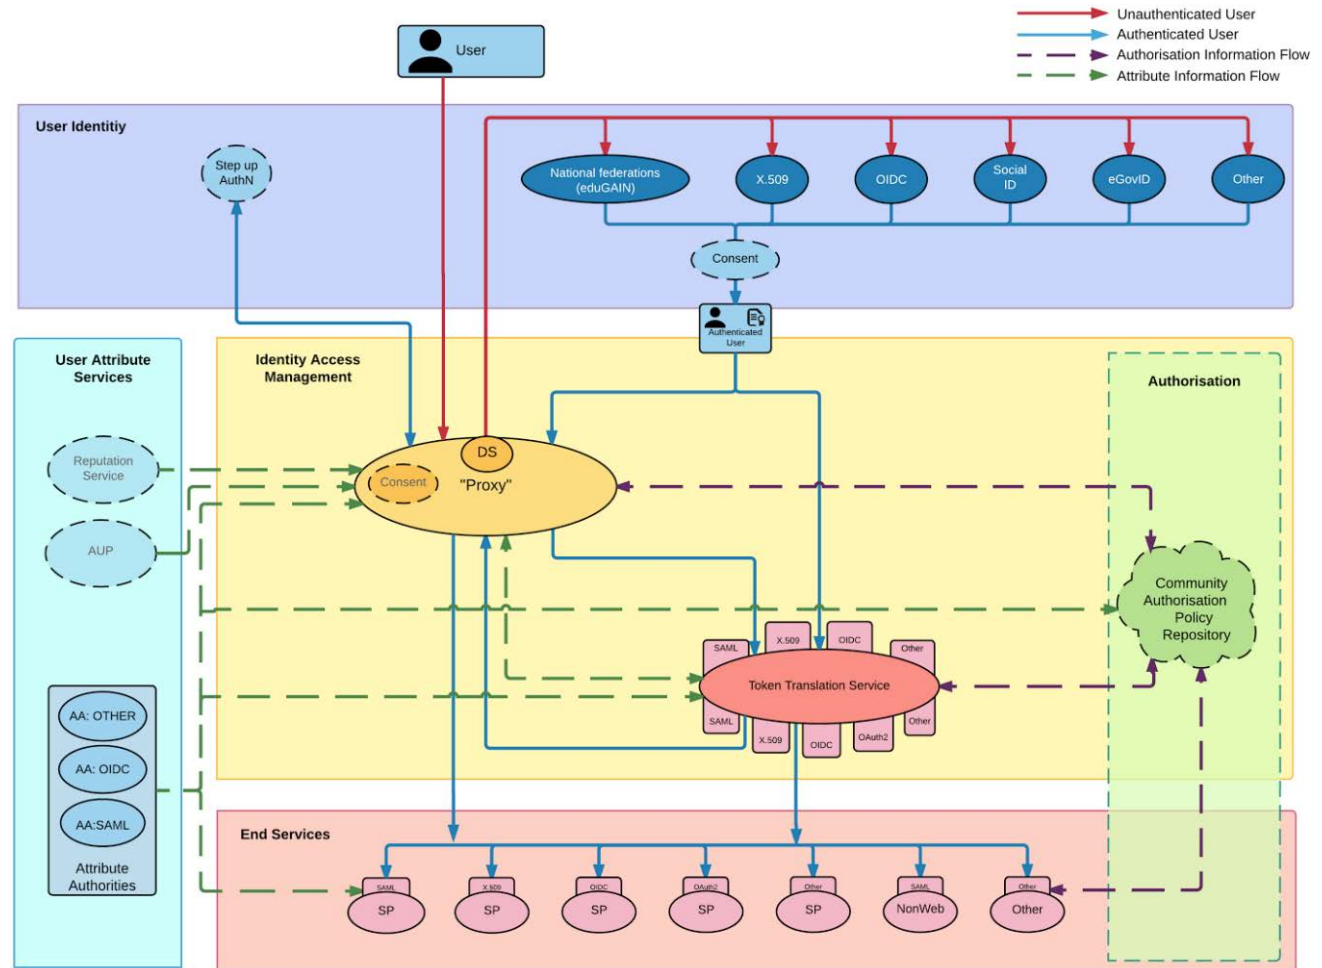 User
Unauthenticated User
Authenticated User
Authorisation Information Flow
Attribute Information Flow
User Identitiy
Step up
AuthN
National federations
(eduGAIN)
X.509
OIDC
Social
ID
eGovID
Other
Consent
Authenticated
User
User Attribute
Services
Identity Access
Management
Authorisation
Reputation
Service
AUP
DS
Consent
"Proxy"
Community
Authorisation
Policy
Repository
SAML
X.509
OIDC
Other
Token Translation Service
SAML
X.509
OIDC
OAuth2
Other
AA: OTHER
AA: OIDC
AA:SAML
Attribute
Authorities
End Services
SAML
SP
X.509
SP
OIDC
SP
OAuth2
SP
Other
SP
SAML
NonWeb
Other
Other